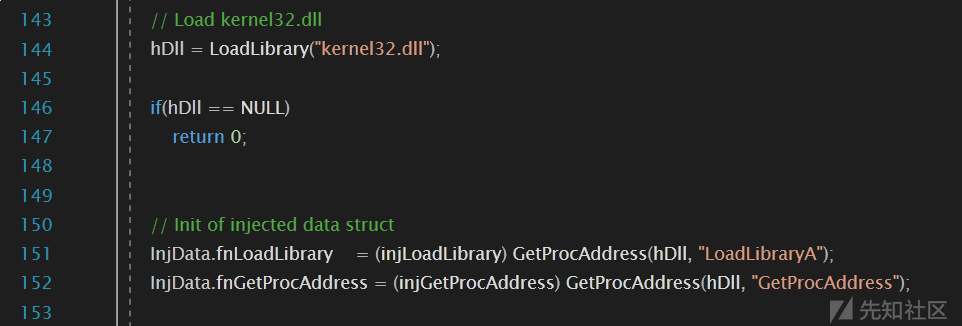 143 // Load kernel32.dll
144 hDll = LoadLibrary("kernel32.dll");
145
146 if(hDll == NULL)
147 return 0;
148
149
150 // Init of injected data struct
151 InjData.fnLoadLibrary = (injLoadLibrary) GetProcAddress(hDll, "LoadLibraryA");
152 InjData.fnGetProcAddress = (injGetProcAddress) GetProcAddress(hDll, "GetProcAddress");
153
先知社区